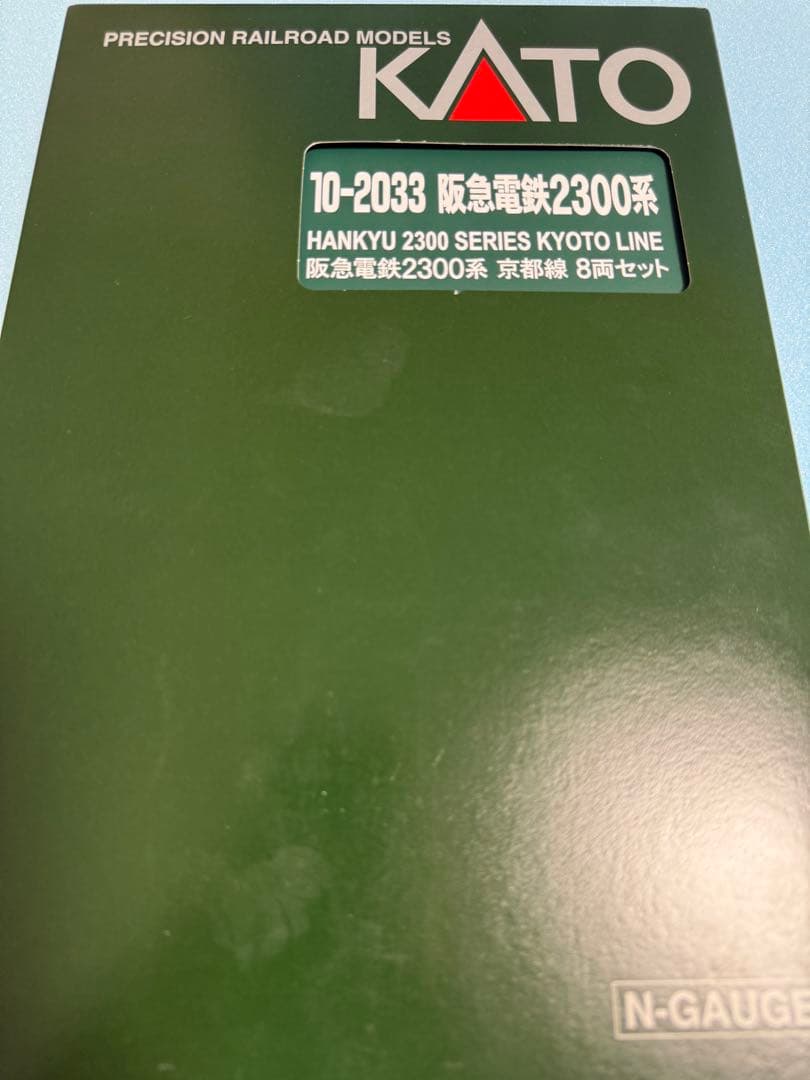 PRECISION RAILROAD MODELS
KATO
10-2033 阪急電鉄2300系
HANKYU 2300 SERIES KYOTO LINE
阪急電鉄2300系 京都線 8両セット
N-GAUGE